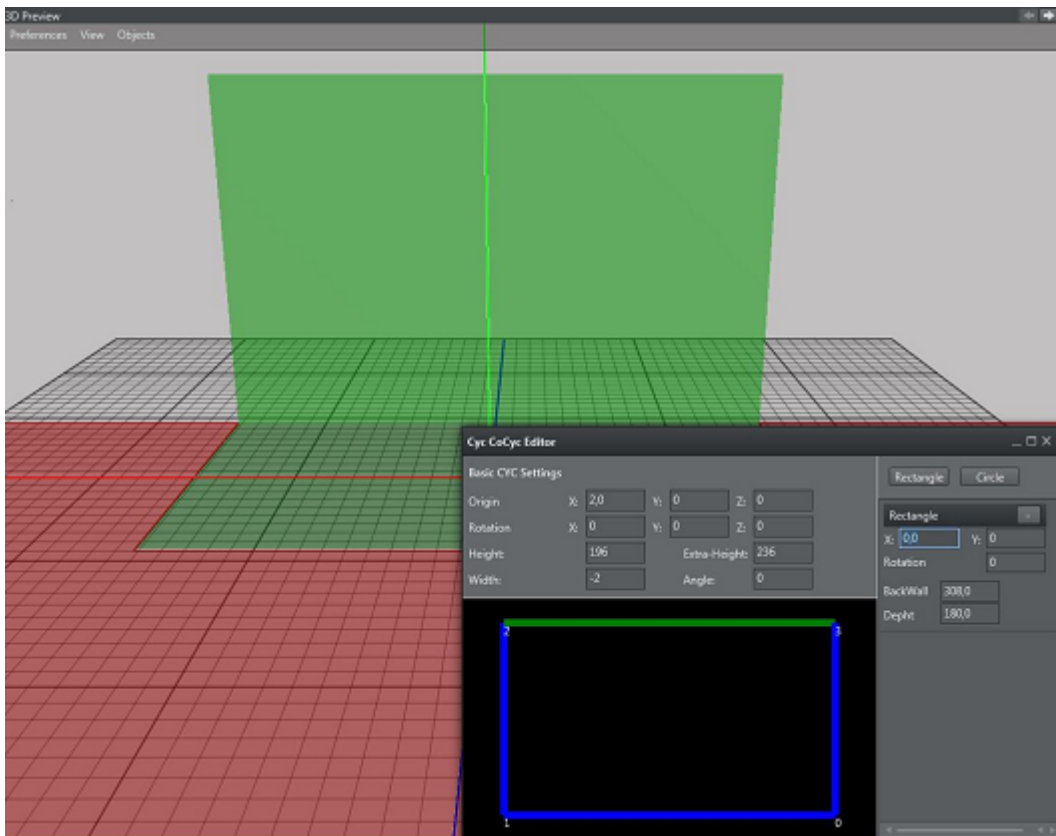 3D Preview
Preferences View Objects
Cyc CoCyc Editor
Basic CYC Settings
Origin X: 2,0 Y: 0 Z: 0
Rotation X: 0 Y: 0 Z: 0
Height: 196 Extra-Height: 236
Width: -2 Angle: 0
Rectangle Circle
Rectangle -
X: 0,0 Y: 0
Rotation 0
BackWall 308,0
Depht 180,0
2 3
1 0